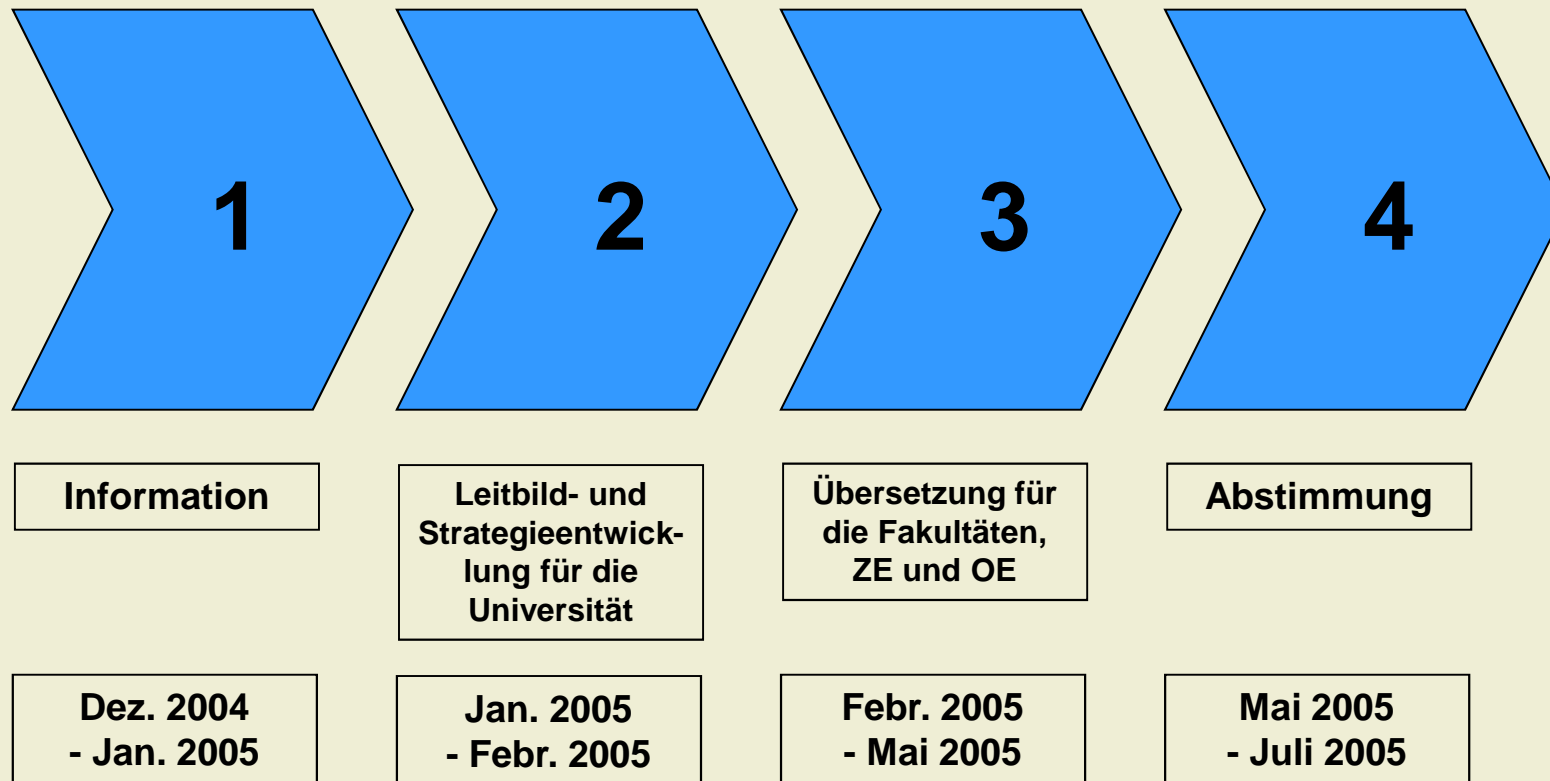 1
2
3
4
Information
Leitbild- und
Strategieentwick-
lung für die
Universität
Übersetzung für
die Fakultäten,
ZE und OE
Abstimmung
Dez. 2004
- Jan. 2005
Jan. 2005
- Febr. 2005
Febr. 2005
- Mai 2005
Mai 2005
- Juli 2005